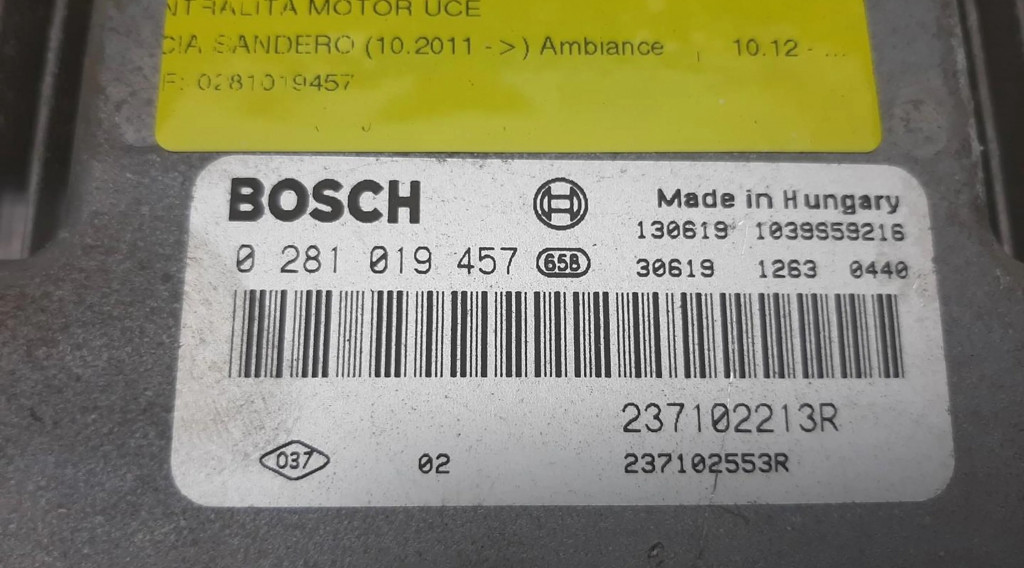 NTRALITA MOTOR UCE
CIA SANDERO (10.2011 ->) Ambiance , 10.12 - ...
F: 0281019457
BOSCH
Made in Hungary
130619 1039S59216
0 281 019 457 658
30619 1263 0440
237102213R
037 02 237102553R